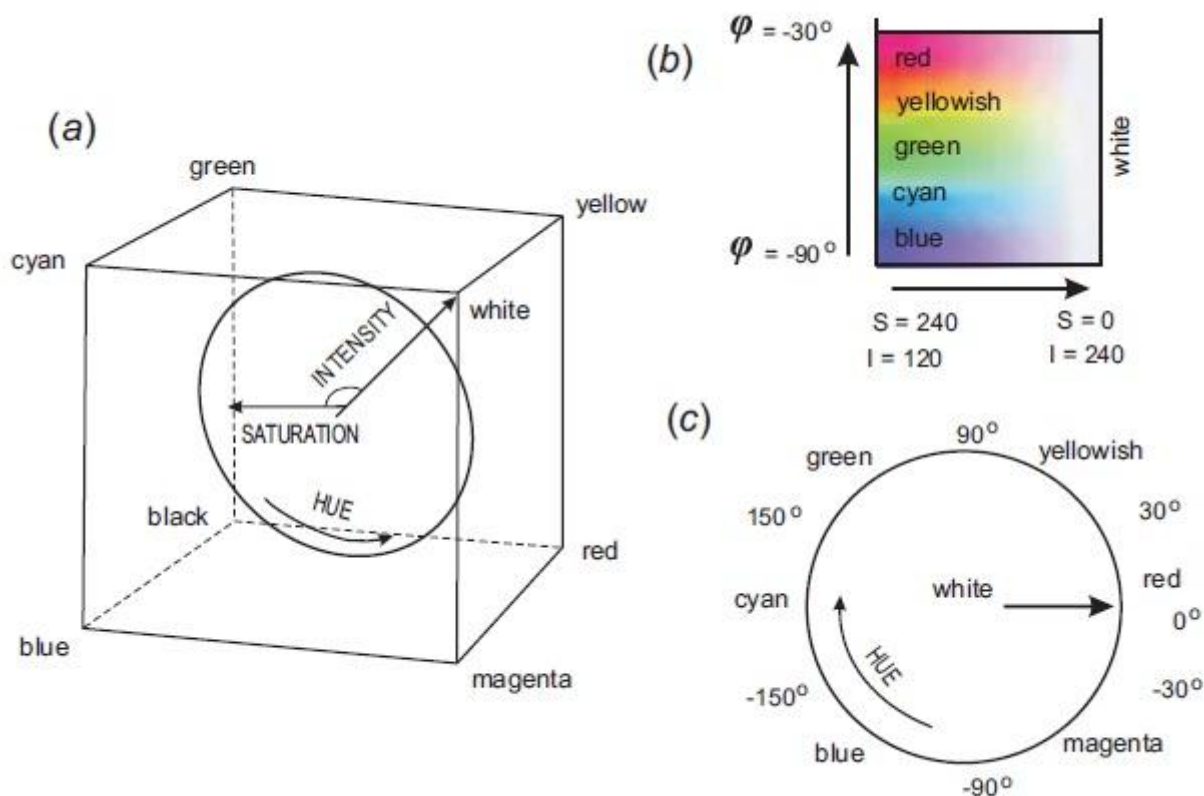 (a)
green
yellow
cyan
white
INTENSITY
SATURATION
HUE
black
red
blue
magenta
(b)
φ = -30°
red
yellowish
green
cyan
blue
white
φ = -90°
S = 240 S = 0
I = 120 I = 240
(c)
90°
green yellowish
150° 30°
cyan white red
0°
HUE
-150° -30°
blue magenta
-90°